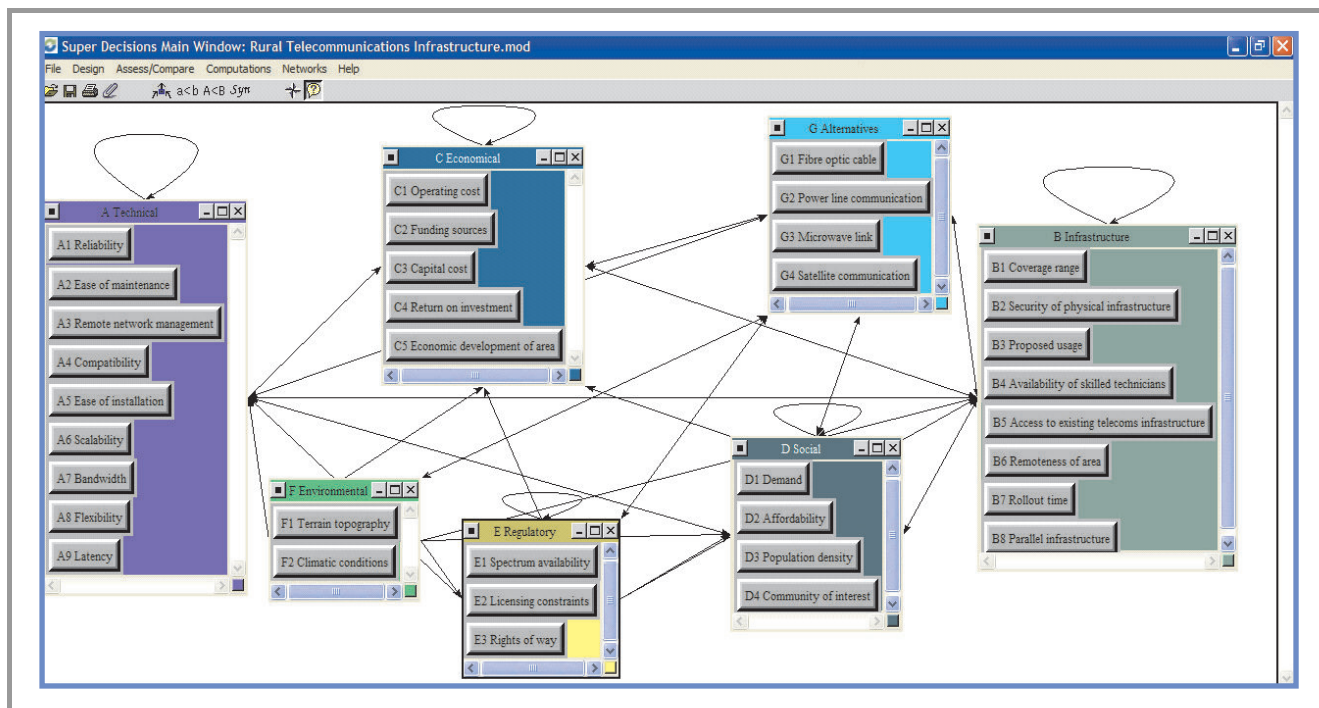 Super Decisions Main Window: Rural Telecommunications Infrastructure.mod
File Design Assess/Compare Computations Networks Help
a<b A<B Syn
A Technical
A1 Reliability
A2 Ease of maintenance
A3 Remote network management
A4 Compatibility
A5 Ease of installation
A6 Scalability
A7 Bandwidth
A8 Flexibility
A9 Latency
C Economical
C1 Operating cost
C2 Funding sources
C3 Capital cost
C4 Return on investment
C5 Economic development of area
G Alternatives
G1 Fibre optic cable
G2 Power line communication
G3 Microwave link
G4 Satellite communication
B Infrastructure
B1 Coverage range
B2 Security of physical infrastructure
B3 Proposed usage
B4 Availability of skilled technicians
B5 Access to existing telecoms infrastructure
B6 Remoteness of area
B7 Rollout time
B8 Parallel infrastructure
F Environmental
F1 Terrain topography
F2 Climatic conditions
E Regulatory
E1 Spectrum availability
E2 Licensing constraints
E3 Rights of way
D Social
D1 Demand
D2 Affordability
D3 Population density
D4 Community of interest